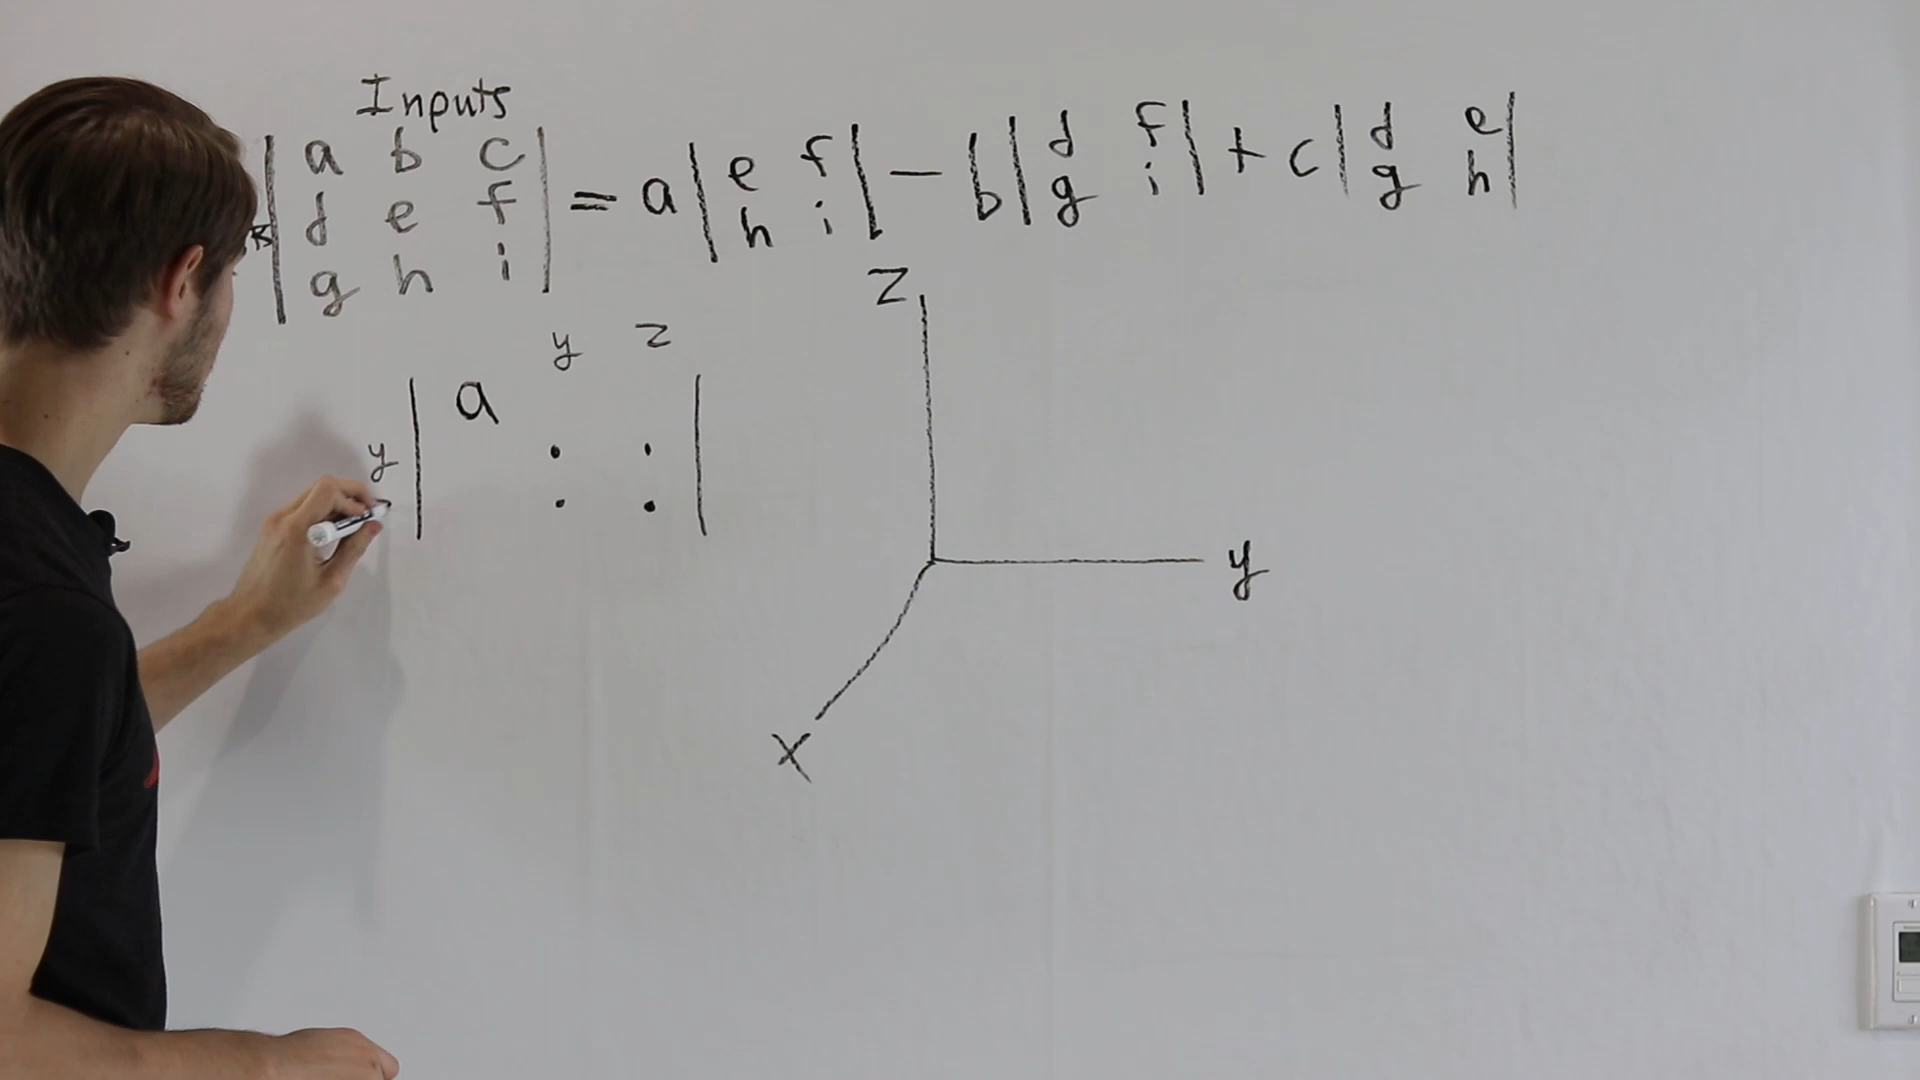 Inputs
| a b c | = a | e f | - b | d f | + c | d e |
| d e f | | h i | | g i | | g h |
| g h i |
y z
| a |
y
z
y
x